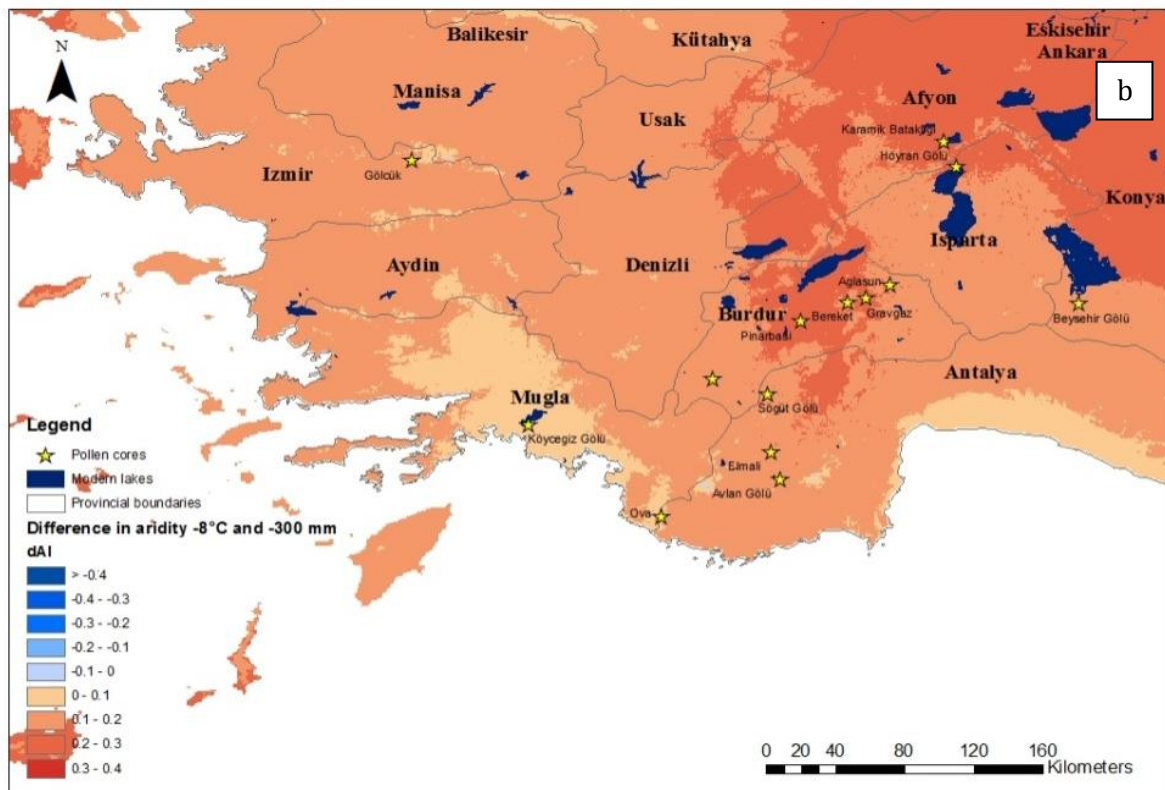 Balikesir
Kütahya
Eskisehir
Ankara
b
N
Manisa
Afyon
Usak
Karamik Batakligi
Hoyran Gölü
Gölcük
Izmir
Konya
Isparta
Aydin
Denizli
Aglasun
Burdur
Bereket
Gravgaz
Pinarbasi
Beysehir Gölü
Antalya
Mugla
Sögüt Gölü
Köycegiz Gölü
Elmali
Avlan Gölü
Ova
Legend
Pollen cores
Modern lakes
Provincial boundaries
Difference in aridity -8°C and -300 mm
dAI
> -0.4
-0.4 - -0.3
-0.3 - -0.2
-0.2 - -0.1
-0.1 - 0
0 - 0.1
0.1 - 0.2
0.2 - 0.3
0.3 - 0.4
0 20 40 80 120 160
Kilometers